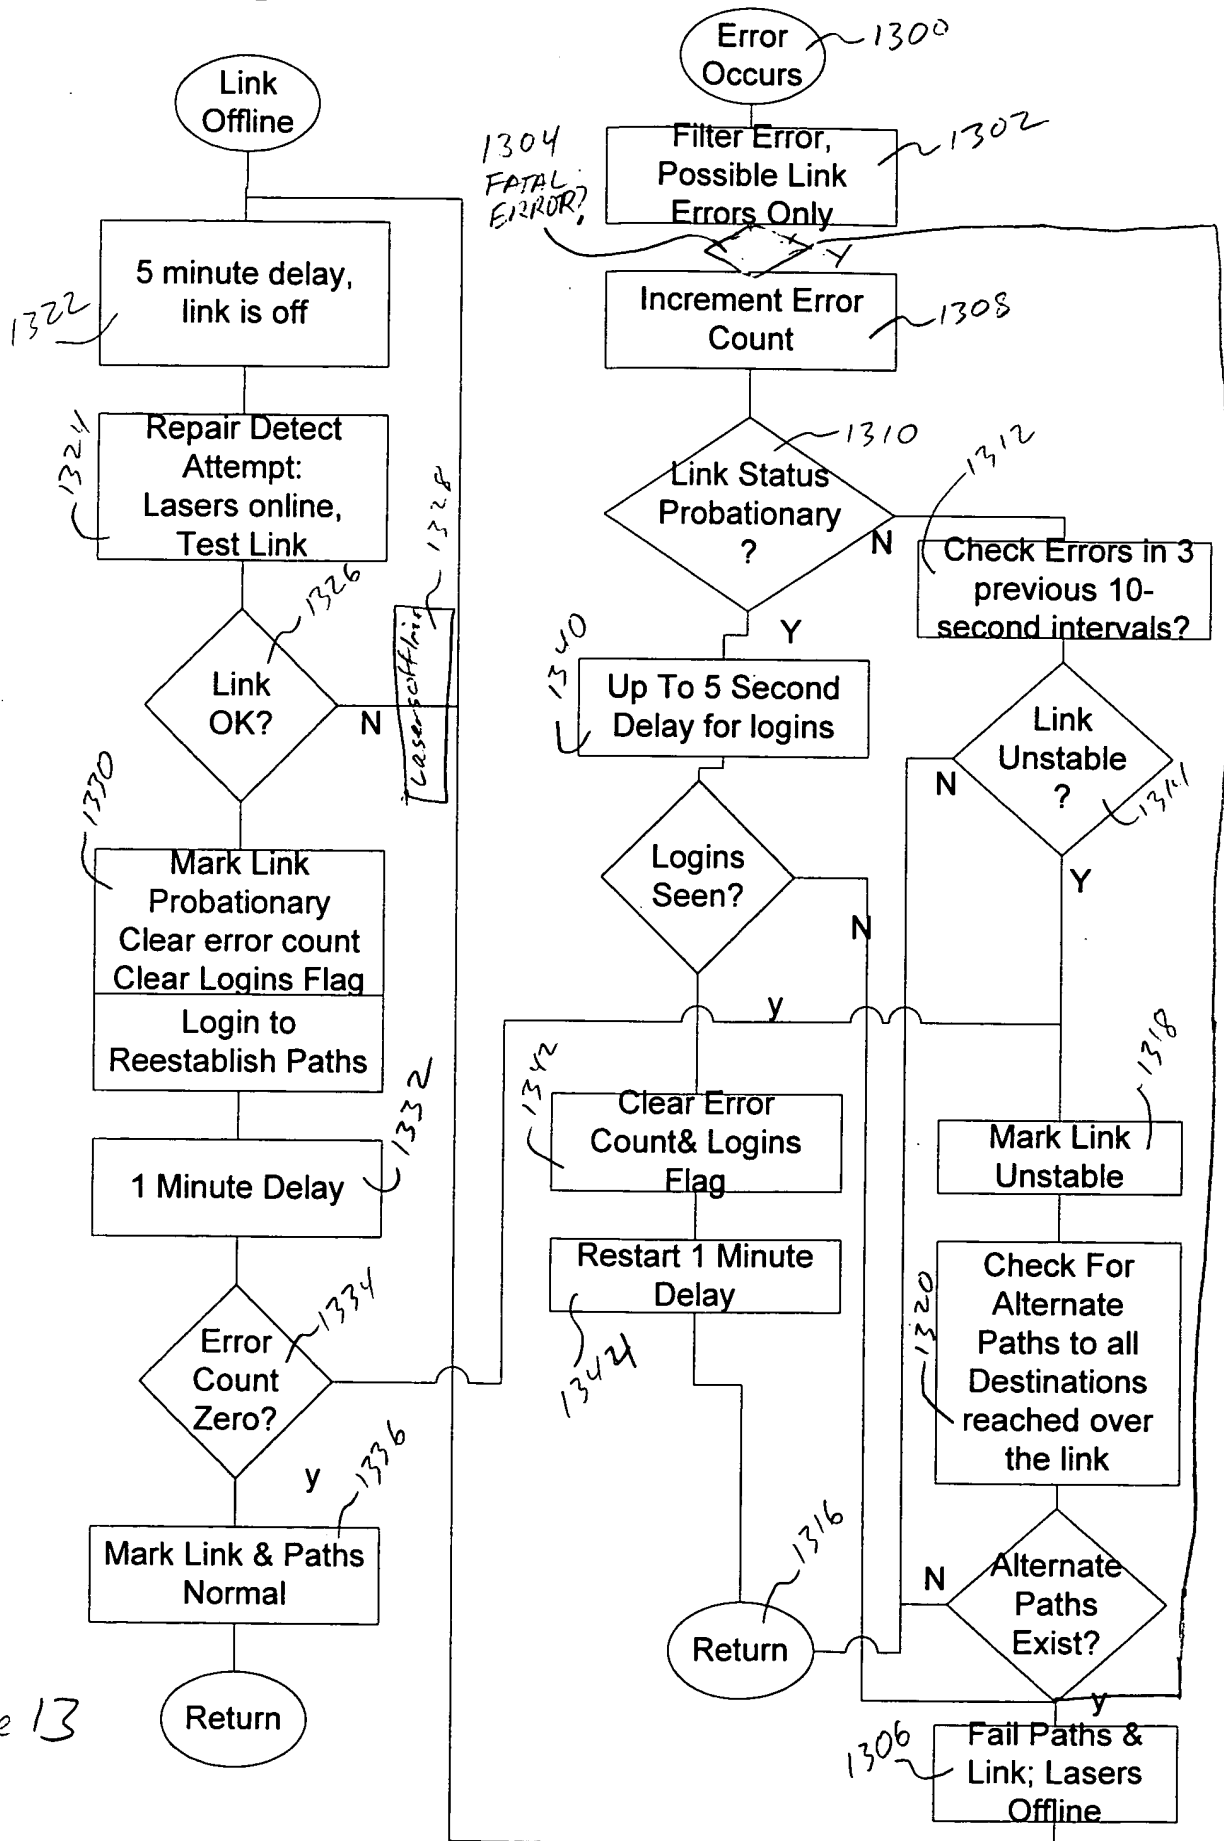 Link
Offline
5 minute delay,
link is off
1322
Repair Detect
Attempt:
Lasers online,
Test Link
1324
1326
Link
OK?
N
Lasers offline
1328
1330
Mark Link
Probationary
Clear error count
Clear Logins Flag
Login to
Reestablish Paths
1332
1 Minute Delay
1334
Error
Count
Zero?
y
1336
Mark Link & Paths
Normal
Return
e 13
Error
Occurs
1300
Filter Error,
Possible Link
Errors Only
1302
1304
FATAL
ERROR?
Y
Increment Error
Count
1308
1310
Link Status
Probationary
?
N
Y
1340
Up To 5 Second
Delay for logins
Logins
Seen?
N
y
1342
Clear Error
Count& Logins
Flag
Restart 1 Minute
Delay
1316
Return
1312
Check Errors in 3
previous 10-
second intervals?
Link
Unstable
?
N
Y
1318
Mark Link
Unstable
1320
Check For
Alternate
Paths to all
Destinations
reached over
the link
Alternate
Paths
Exist?
N
y
1306
Fail Paths &
Link; Lasers
Offline